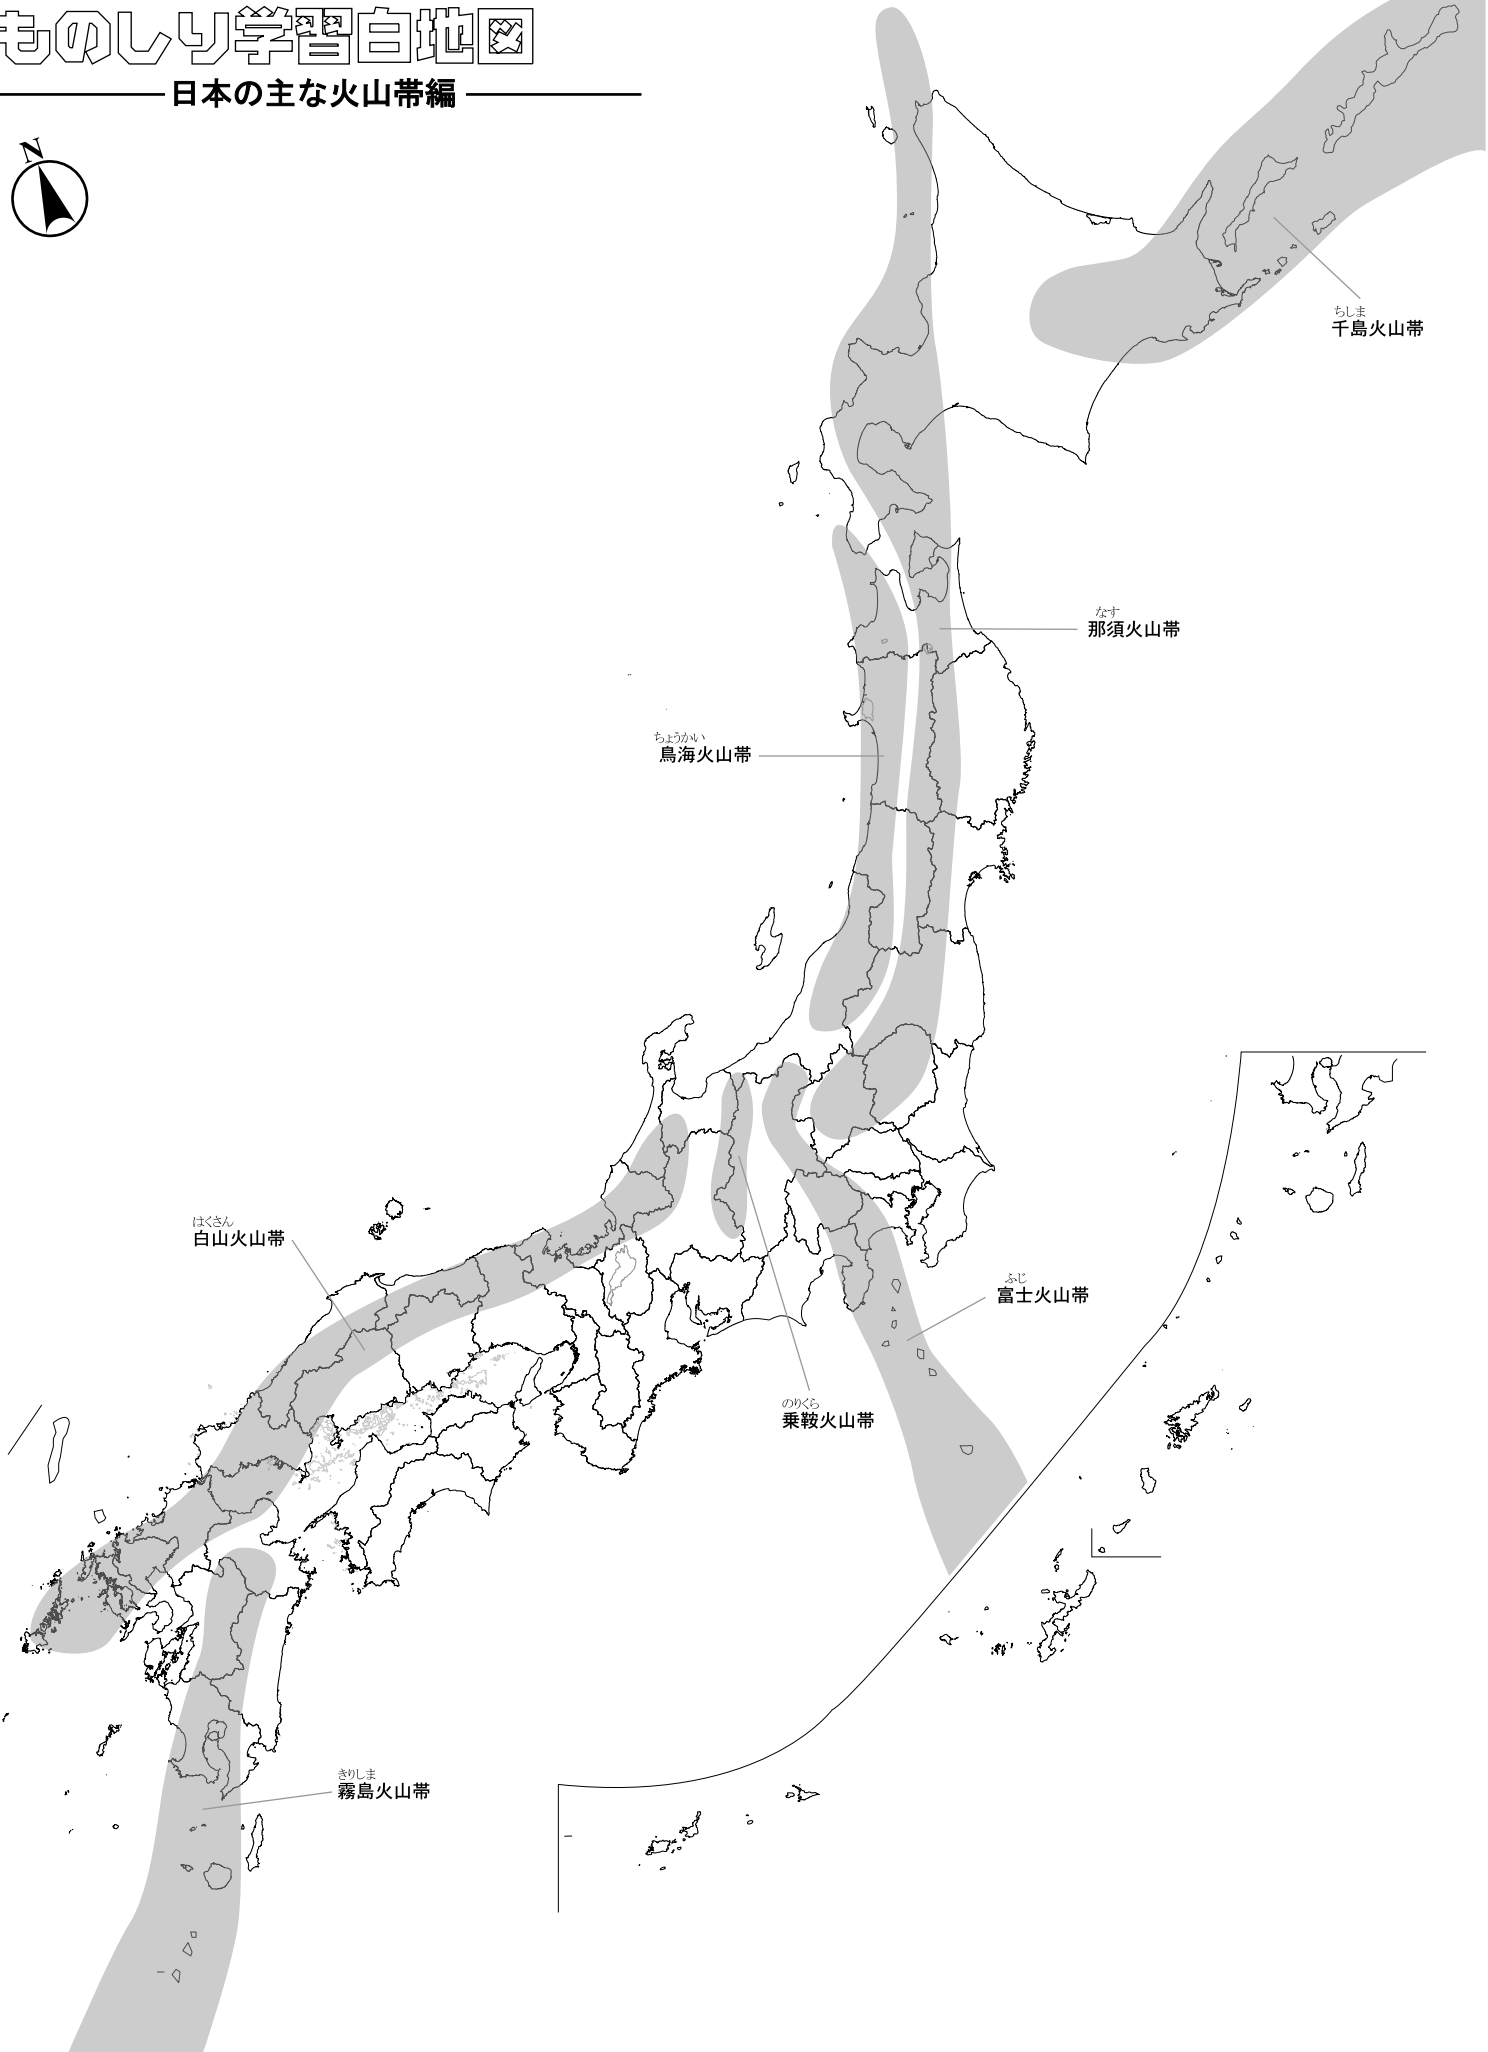 ものしり学習白地図
日本の主な火山帯編
N
ちしま
千島火山帯
なす
那須火山帯
ちょうかい
鳥海火山帯
はくさん
白山火山帯
ふじ
富士火山帯
のりくら
乗鞍火山帯
きりしま
霧島火山帯